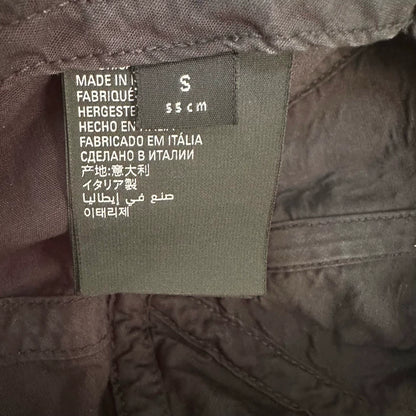 MADE IN
FABRIQUÉ
HERGESTE
HECHO EN
FABRICADO EM ITÁLIA
СДЕЛАНО В ИТАЛИИ
产地:意大利
イタリア製
صنع في إيطاليا
이태리제
S
55cm